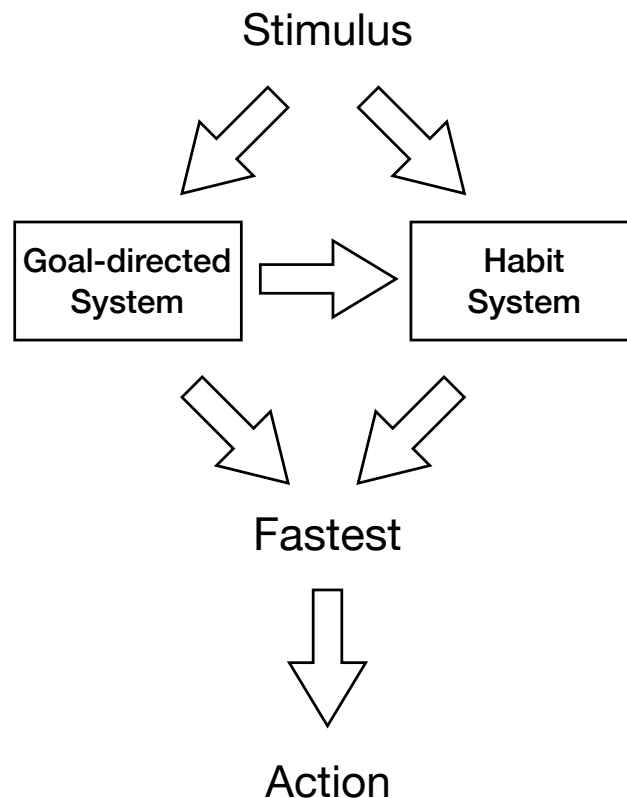 Stimulus
Goal-directed
System
Habit
System
Fastest
Action